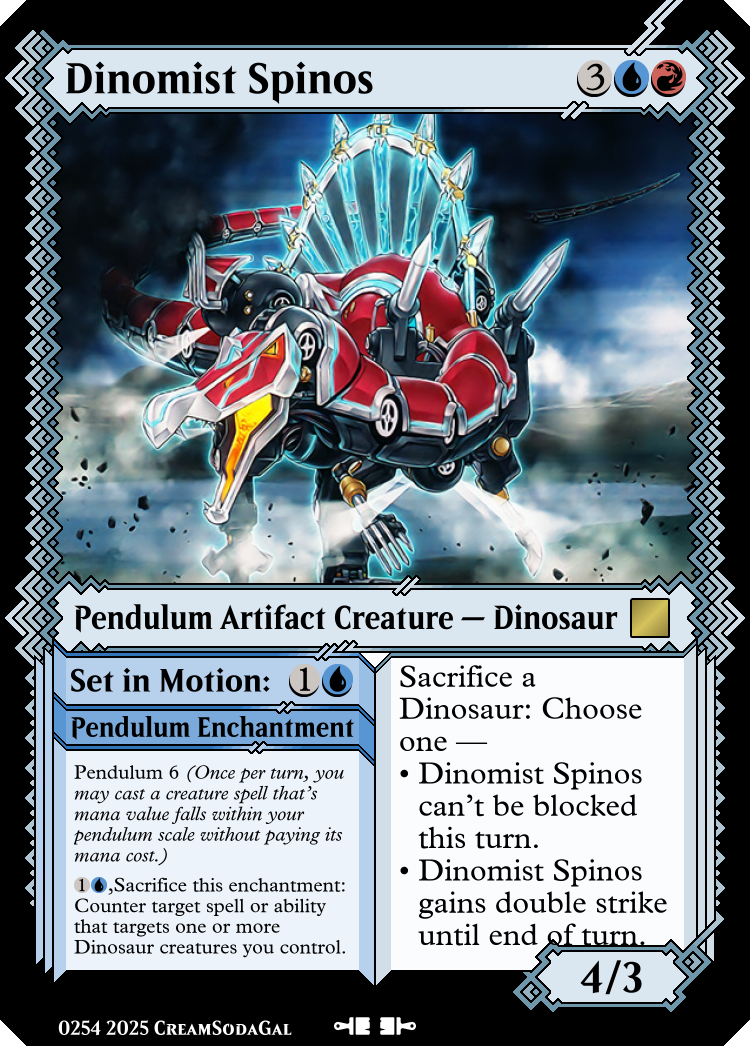 Dinomist Spinos 3
Pendulum Artifact Creature — Dinosaur
Set in Motion: 1
Pendulum Enchantment
Pendulum 6 (Once per turn, you
may cast a creature spell that's
mana value falls within your
pendulum scale without paying its
mana cost.)
1,Sacrifice this enchantment:
Counter target spell or ability
that targets one or more
Dinosaur creatures you control.
Sacrifice a
Dinosaur: Choose
one —
• Dinomist Spinos
can't be blocked
this turn.
• Dinomist Spinos
gains double strike
until end of turn.
4/3
0254 2025 CreamSodaGal